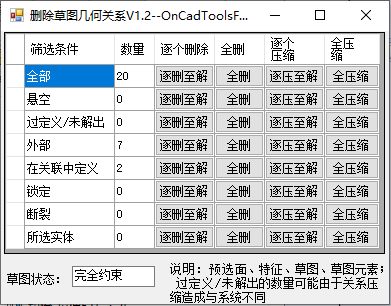 删除草图几何关系V1.2--OnCadToolsF...
筛选条件 数量 逐个删除 全删 逐个压缩 全压缩
全部 20 逐删至解 全删 逐压至解 全压缩
悬空 0 逐删至解 全删 逐压至解 全压缩
过定义/未解出 0 逐删至解 全删 逐压至解 全压缩
外部 7 逐删至解 全删 逐压至解 全压缩
在关联中定义 2 逐删至解 全删 逐压至解 全压缩
锁定 0 逐删至解 全删 逐压至解 全压缩
断裂 0 逐删至解 全删 逐压至解 全压缩
所选实体 0 逐删至解 全删 逐压至解 全压缩
草图状态： 完全约束
说明：预选面、特征、草图、草图元素；
过定义/未解出的数量可能由于关系压
缩造成与系统不同